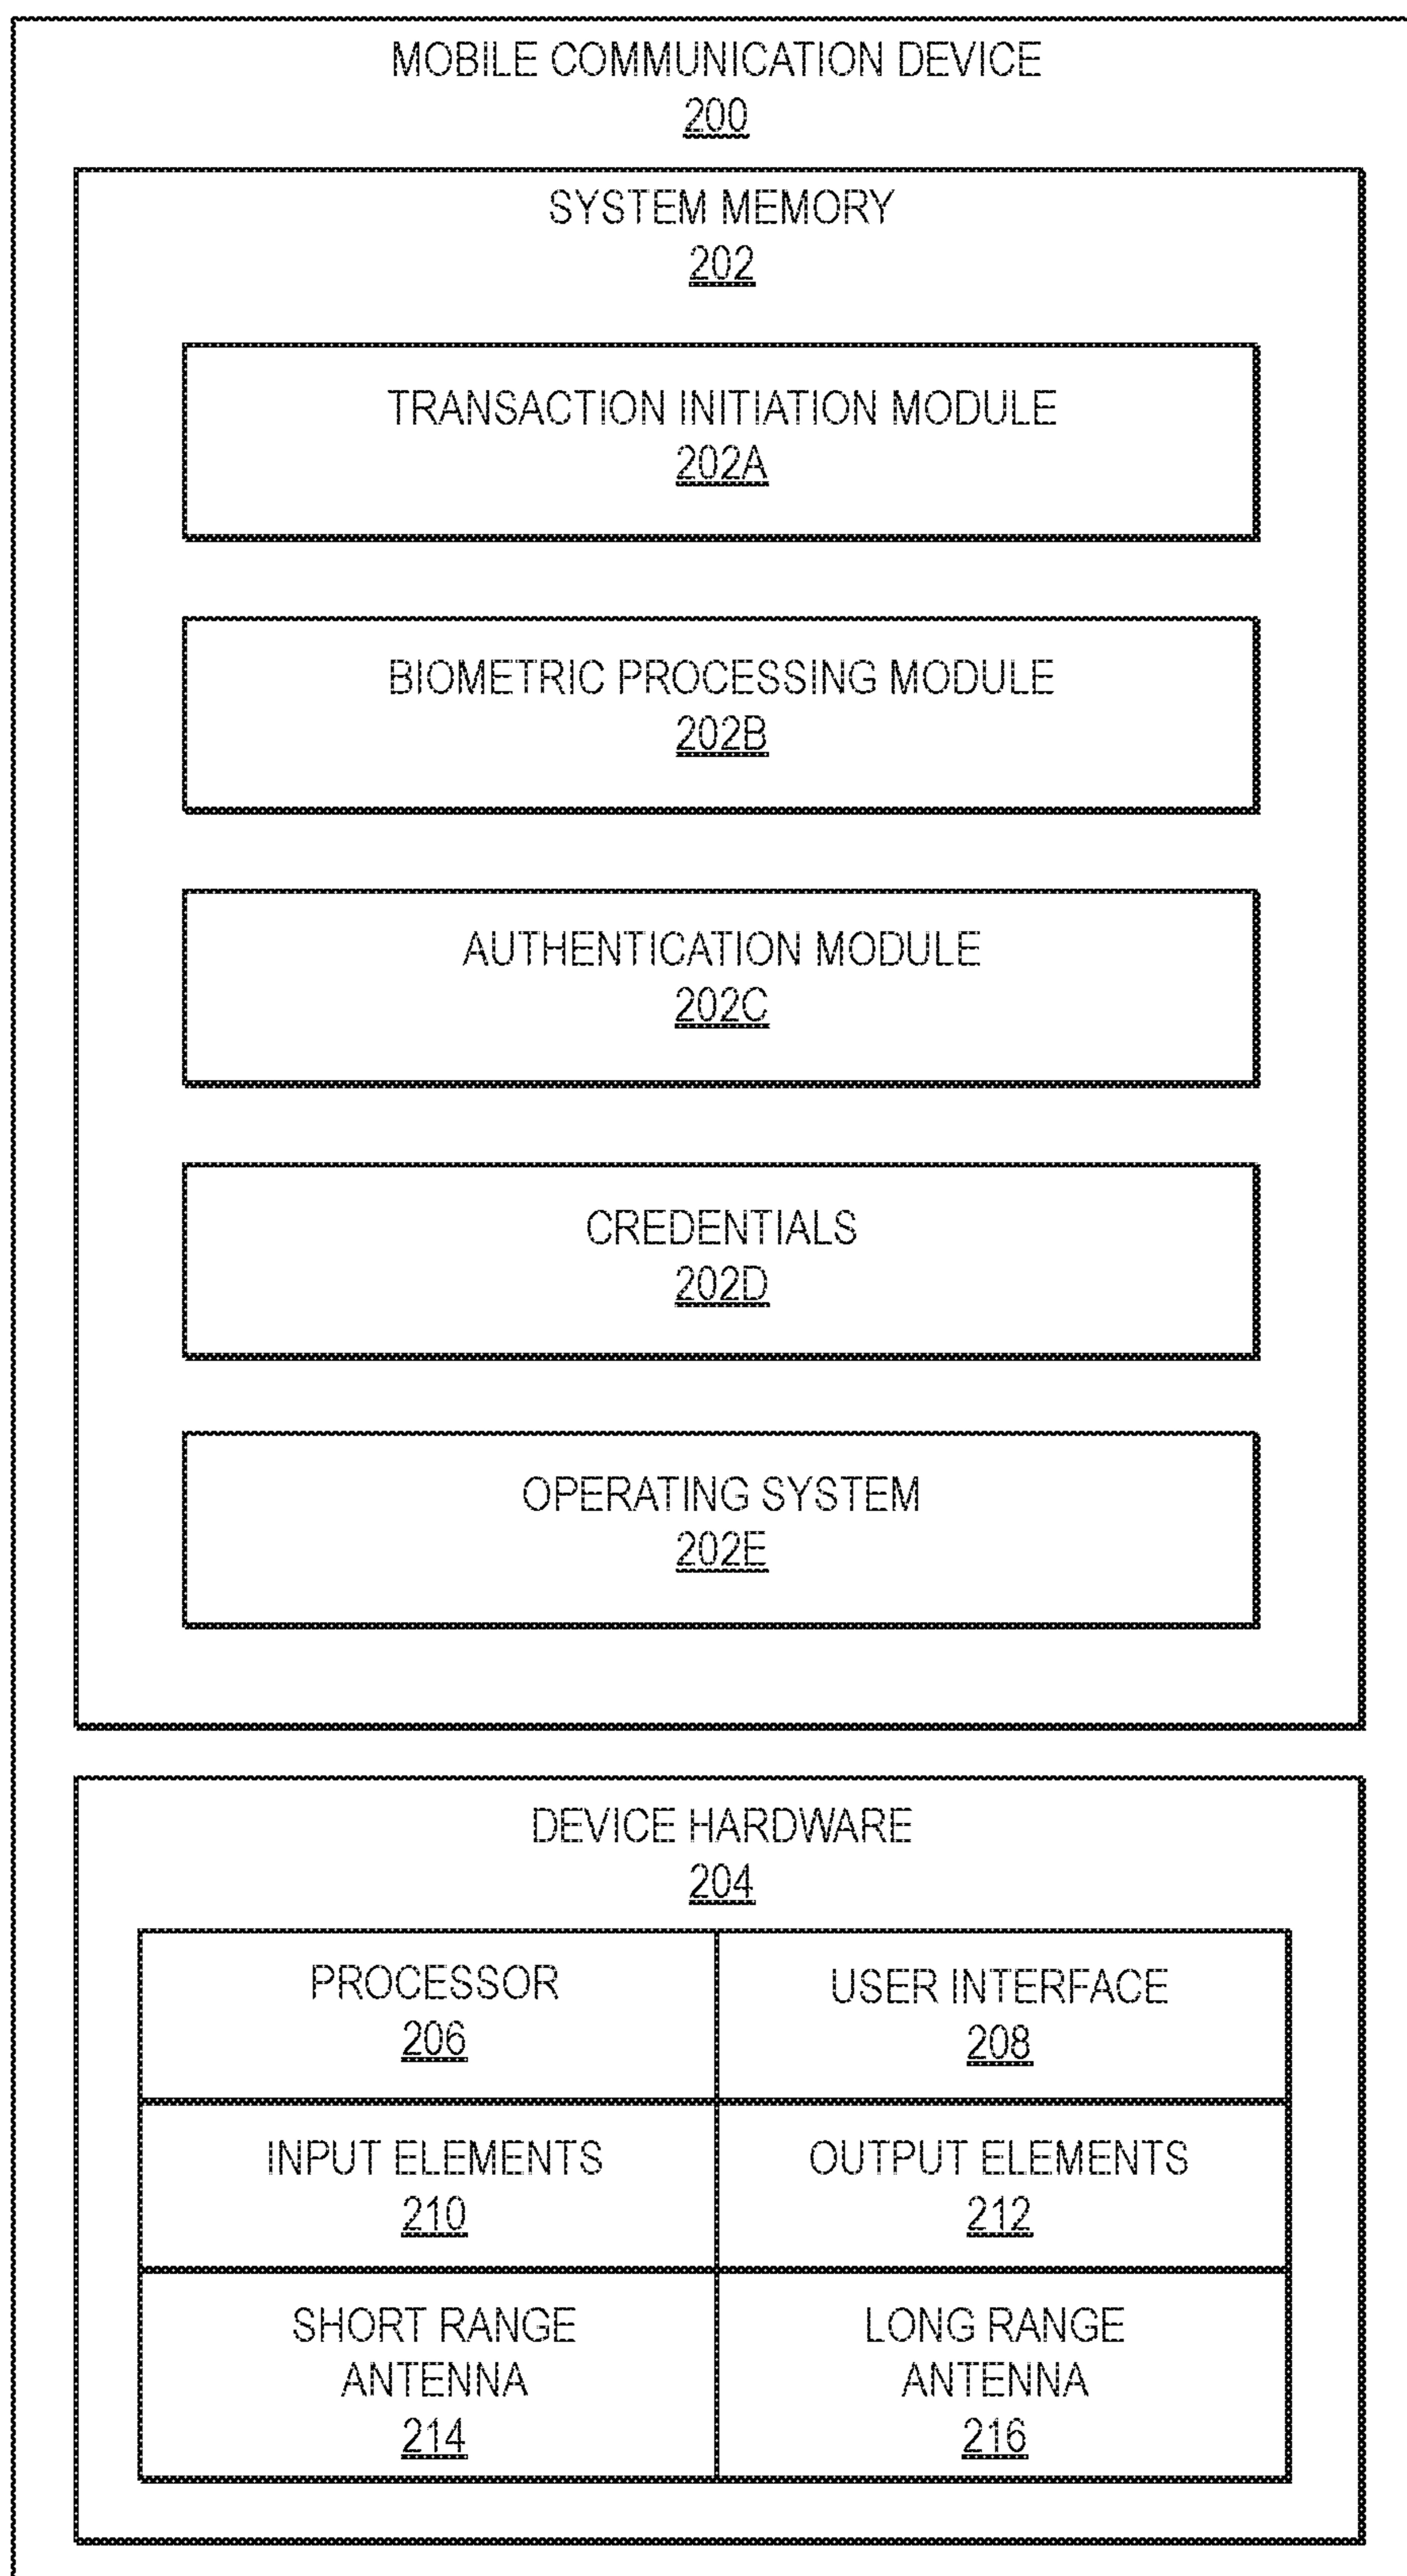 MOBILE COMMUNICATION DEVICE
200
SYSTEM MEMORY
202
TRANSACTION INITIATION MODULE
202A
BIOMETRIC PROCESSING MODULE
202B
AUTHENTICATION MODULE
202C
CREDENTIALS
202D
OPERATING SYSTEM
202E
DEVICE HARDWARE
204
PROCESSOR
206
USER INTERFACE
208
INPUT ELEMENTS
210
OUTPUT ELEMENTS
212
SHORT RANGE
ANTENNA
214
LONG RANGE
ANTENNA
216